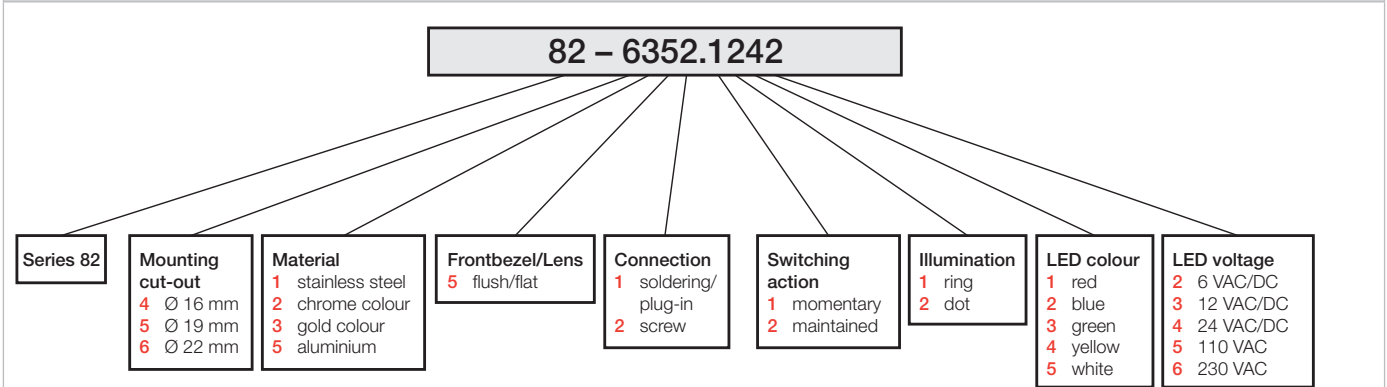 82 – 6352.1242
Series 82
Mounting
cut-out
4 Ø 16 mm
5 Ø 19 mm
6 Ø 22 mm
Material
1 stainless steel
2 chrome colour
3 gold colour
5 aluminium
Frontbezel/Lens
5 flush/flat
Connection
1 soldering/
plug-in
2 screw
Switching
action
1 momentary
2 maintained
Illumination
1 ring
2 dot
LED colour
1 red
2 blue
3 green
4 yellow
5 white
LED voltage
2 6 VAC/DC
3 12 VAC/DC
4 24 VAC/DC
5 110 VAC
6 230 VAC